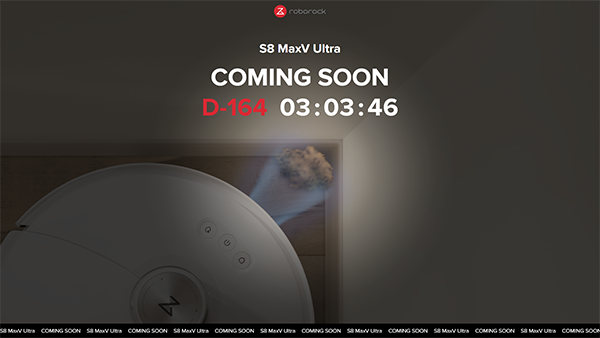 roborock
S8 MaxV Ultra
COMING SOON
D-164 03:03:46
S8 MaxV Ultra COMING SOON S8 MaxV Ultra COMING SOON S8 MaxV Ultra COMING SOON S8 MaxV Ultra COMING SOON S8 MaxV Ultra COMING SOON S8 MaxV Ultra COMING SOON S8 MaxV Ultra COMING SOON